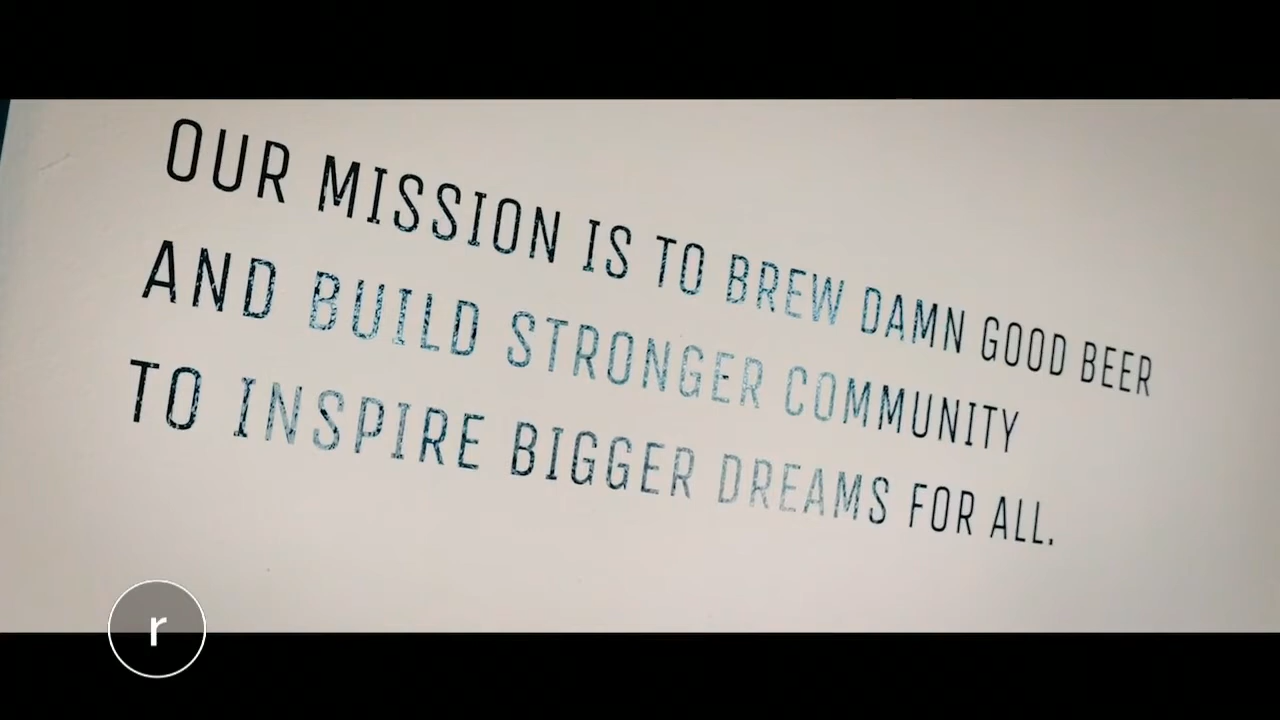 OUR MISSION IS TO BREW DAMN GOOD BEER
AND BUILD STRONGER COMMUNITY
TO INSPIRE BIGGER DREAMS FOR ALL.
r